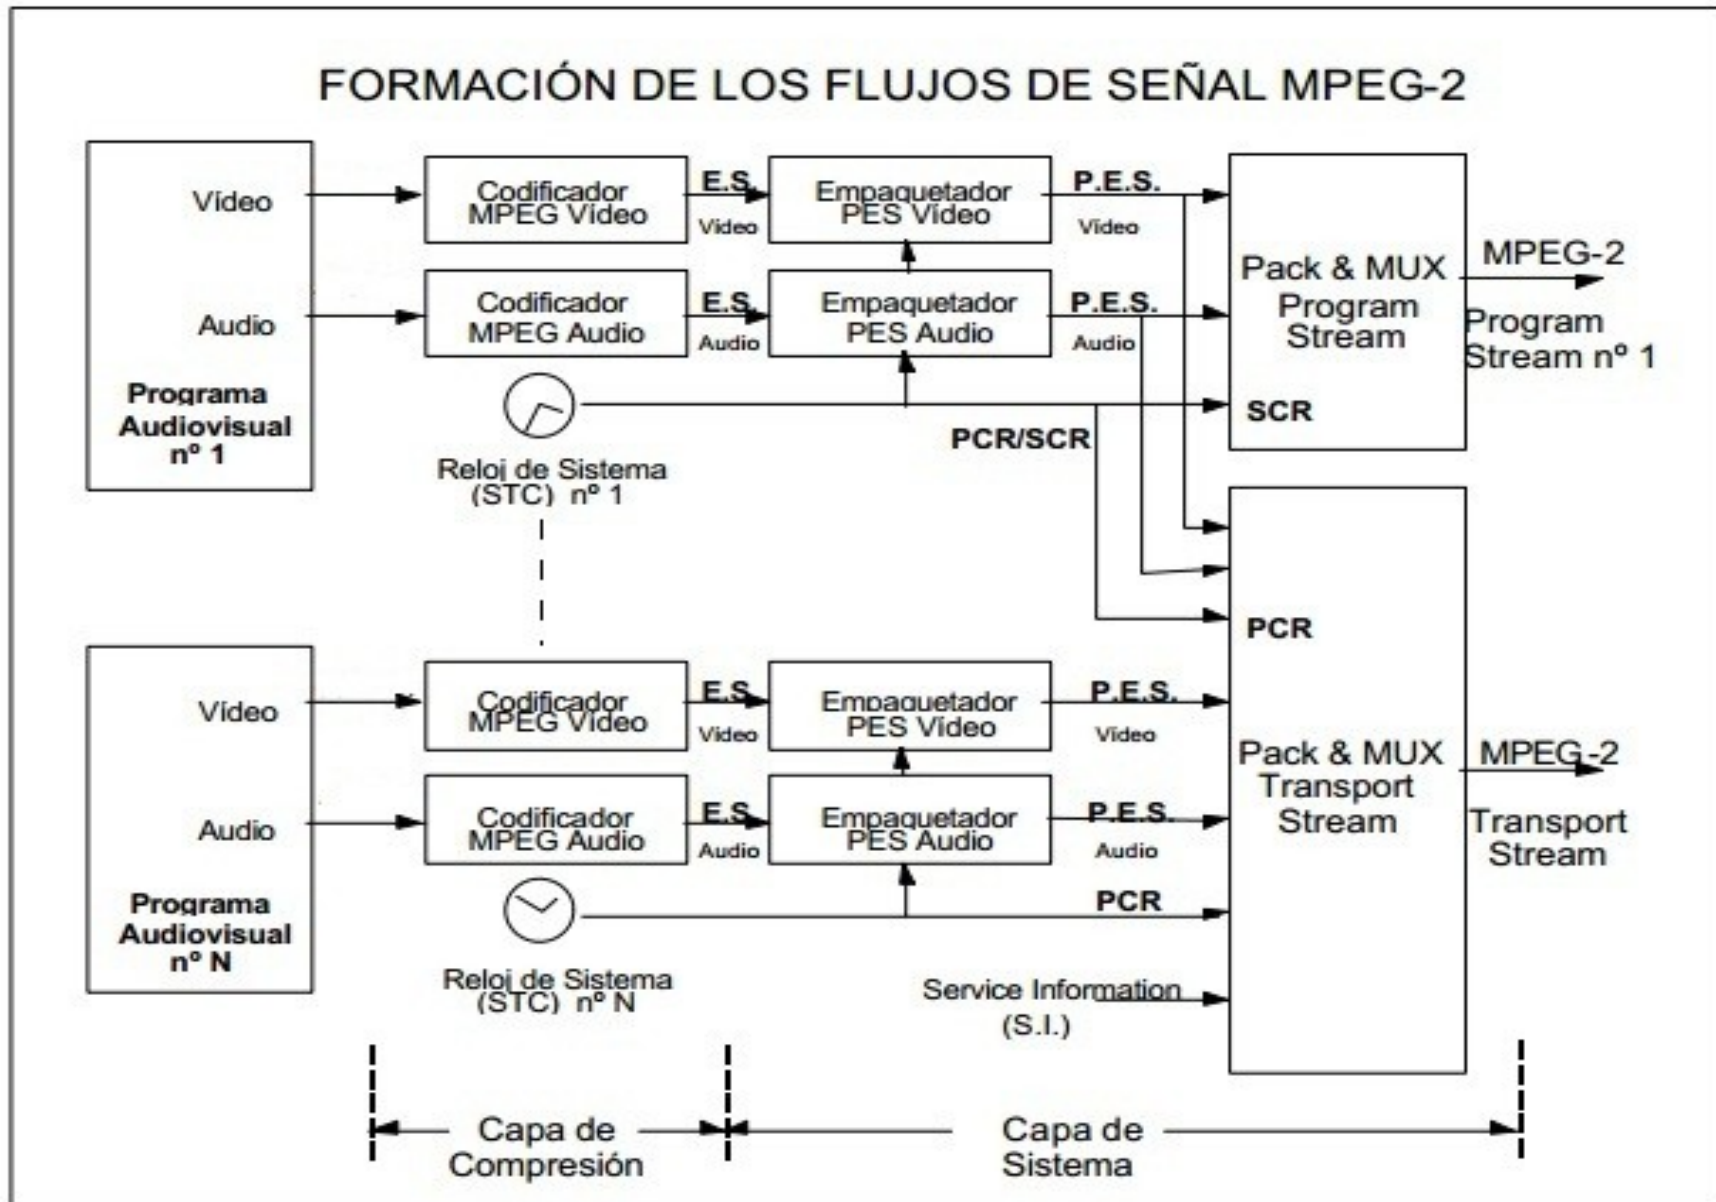 FORMACIÓN DE LOS FLUJOS DE SEÑAL MPEG-2
Vídeo
Audio
Programa
Audiovisual
nº 1
Codificador
MPEG Vídeo
E.S.
Vídeo
Empaquetador
PES Vídeo
P.E.S.
Vídeo
Codificador
MPEG Audio
E.S.
Audio
Empaquetador
PES Audio
P.E.S.
Audio
Reloj de Sistema
(STC) nº 1
PCR/SCR
Pack & MUX
Program
Stream
SCR
MPEG-2
Program
Stream nº 1
Vídeo
Audio
Programa
Audiovisual
nº N
Codificador
MPEG Vídeo
E.S.
Vídeo
Empaquetador
PES Vídeo
P.E.S.
Vídeo
Codificador
MPEG Audio
E.S.
Audio
Empaquetador
PES Audio
P.E.S.
Audio
Reloj de Sistema
(STC) nº N
PCR
Service Information
(S.I.)
PCR
Pack & MUX
Transport
Stream
MPEG-2
Transport
Stream
Capa de
Compresión
Capa de
Sistema